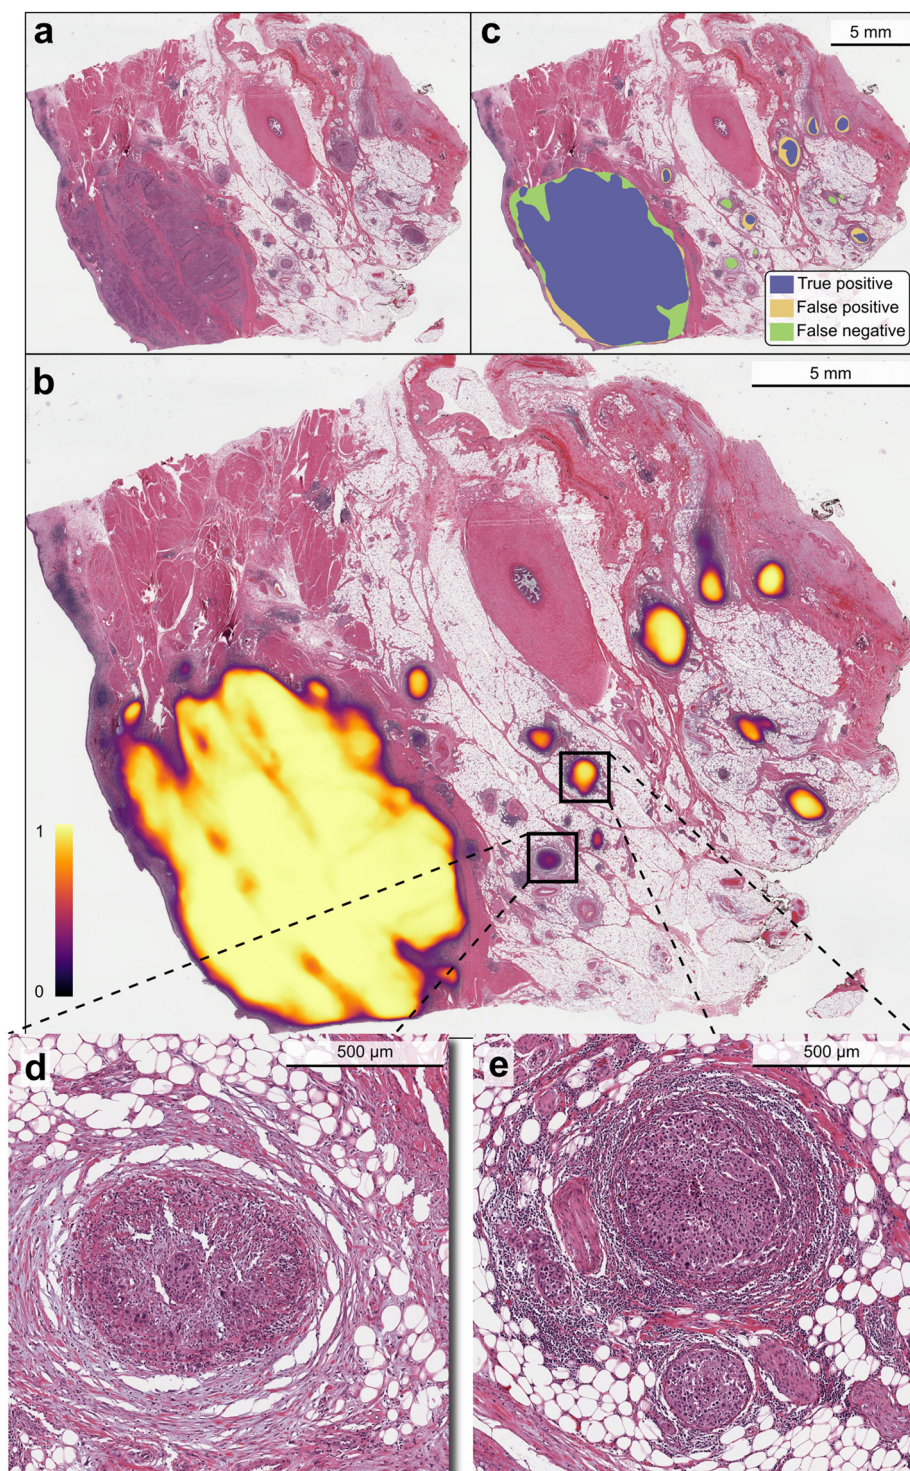 a
c
5 mm
True positive
False positive
False negative
b
5 mm
1
0
d
500 µm
e
500 µm